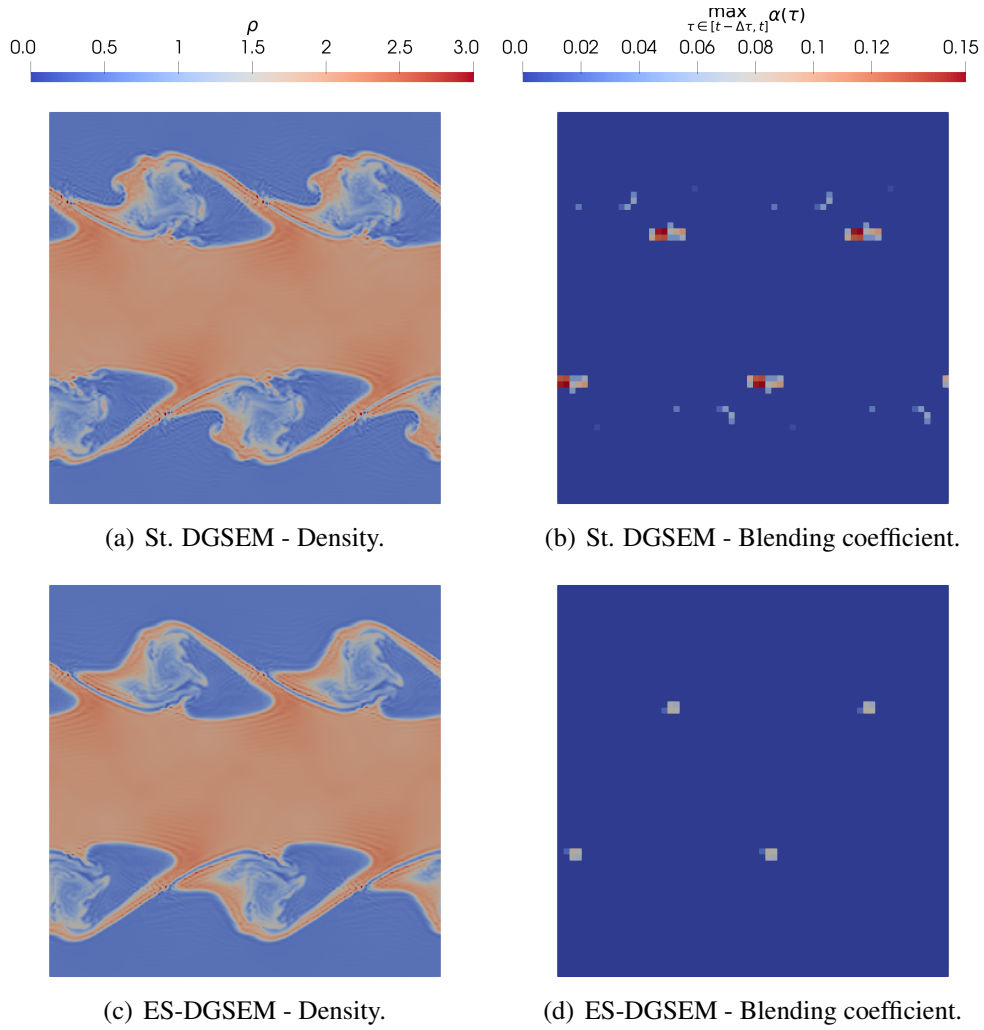 ρ
0.0 0.5 1 1.5 2 2.5 3.0
max α(τ)
τ∈[t−Δτ, t]
0.0 0.02 0.04 0.06 0.08 0.1 0.12 0.15
(a) St. DGSEM - Density.
(b) St. DGSEM - Blending coefficient.
(c) ES-DGSEM - Density.
(d) ES-DGSEM - Blending coefficient.